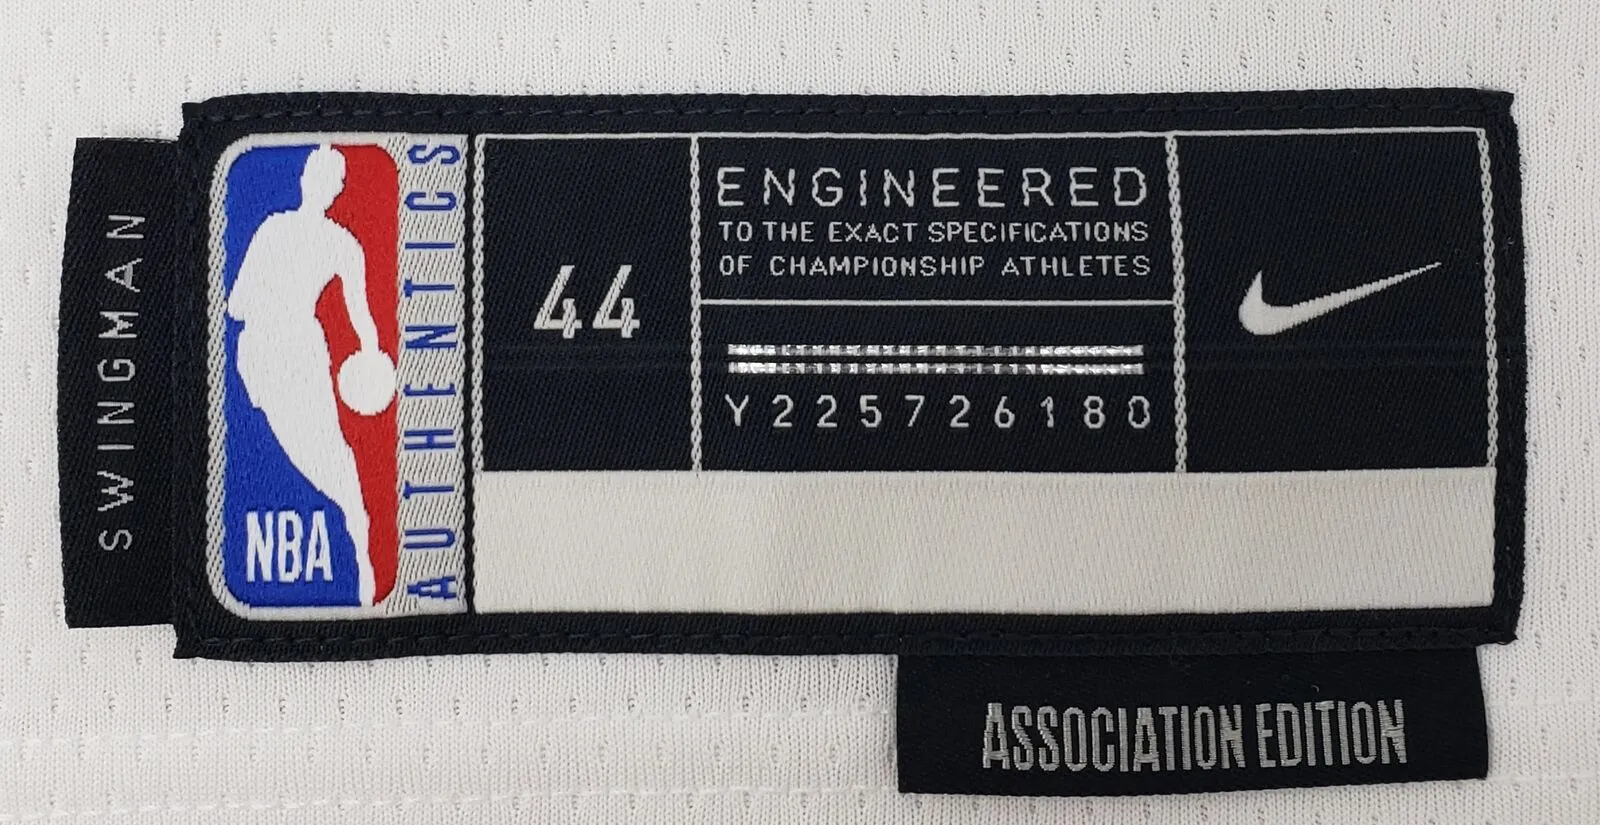 SWINGMAN
NBA
AUTHENTICS
44
ENGINEERED
TO THE EXACT SPECIFICATIONS
OF CHAMPIONSHIP ATHLETES
Y225726180
ASSOCIATION EDITION